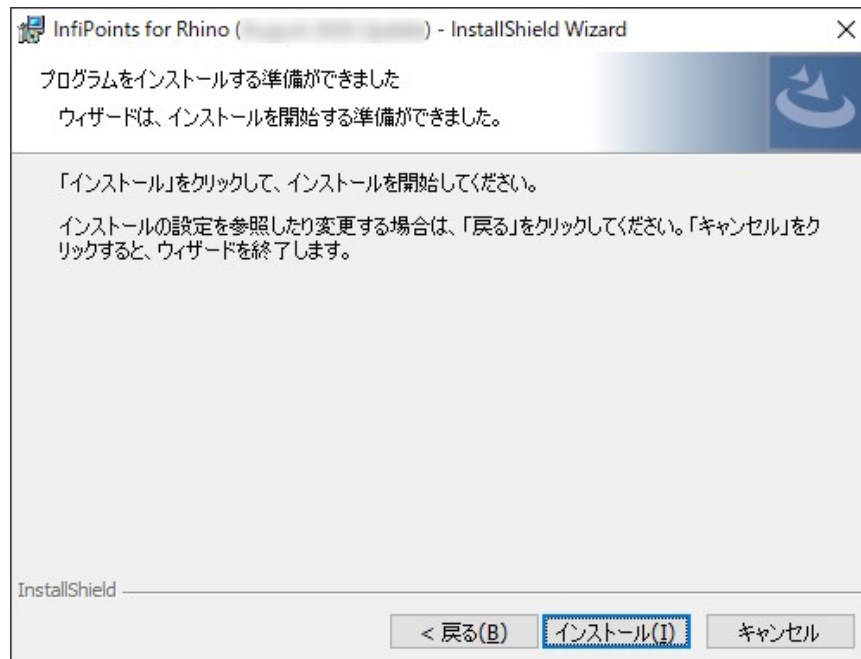 InfiPoints for Rhino ( ) - InstallShield Wizard
プログラムをインストールする準備ができました
ウィザードは、インストールを開始する準備ができました。
「インストール」をクリックして、インストールを開始してください。
インストールの設定を参照したり変更する場合は、「戻る」をクリックしてください。「キャンセル」をク
リックすると、ウィザードを終了します。
InstallShield
< 戻る(B) インストール(I) キャンセル